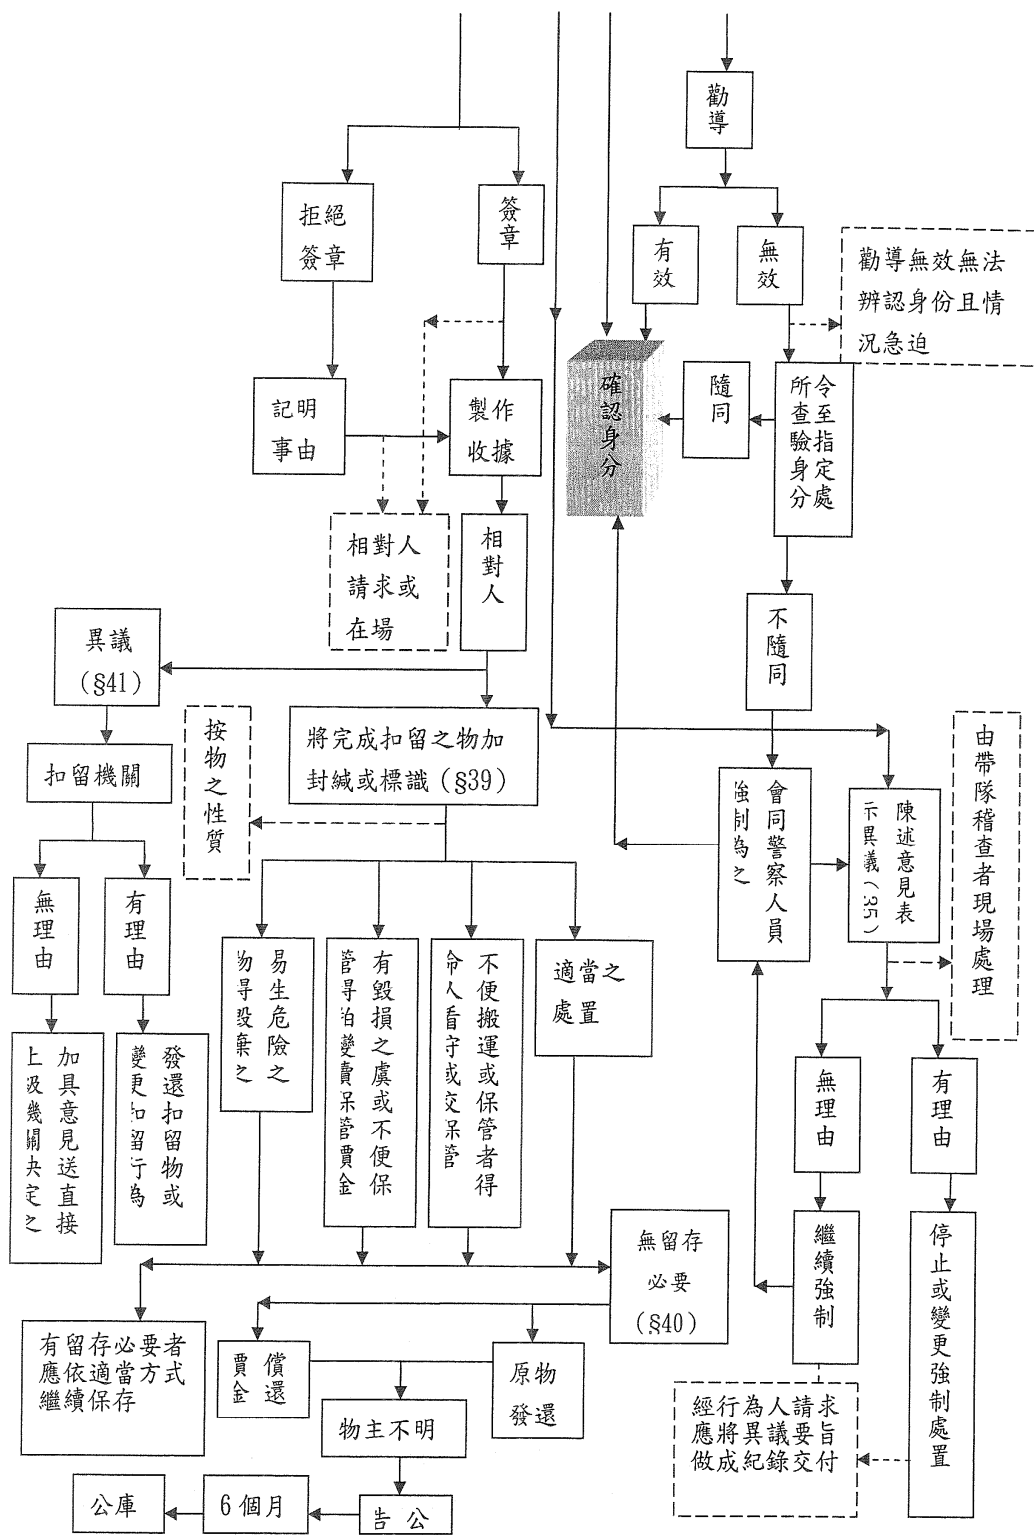 勸導
拒絕
簽章
簽章
有效
無效
勸導無效無法
辨認身份且情
況急迫
確認身分
隨同
令至指定處
所查驗身分
記明
事由
製作
收據
相對人
請求或
在場
相對人
不隨同
異議
(§41)
扣留機關
按物之性質
將完成扣留之物加
封緘或標識(§39)
會同警察人員
強制為之
陳述意見表
示異議(35)
由帶隊稽查者現場處理
無理由
有理由
易生危險之
物得毀棄之
有毀損之虞或不便保
管得拍變賣保管賣金
不便搬運或保管者得
命人看守或交保管
適當之
處置
加具意見送直接
上級機關決定之
發還扣留物或
變更扣留行為
無理由
有理由
繼續強制
停止或變更強制處置
無留存
必要
(§40)
有留存必要者
應依適當方式
繼續保存
償還
賈金
原物
發還
物主不明
經行為人請求
應將異議要旨
做成紀錄交付
公庫
6個月
告公